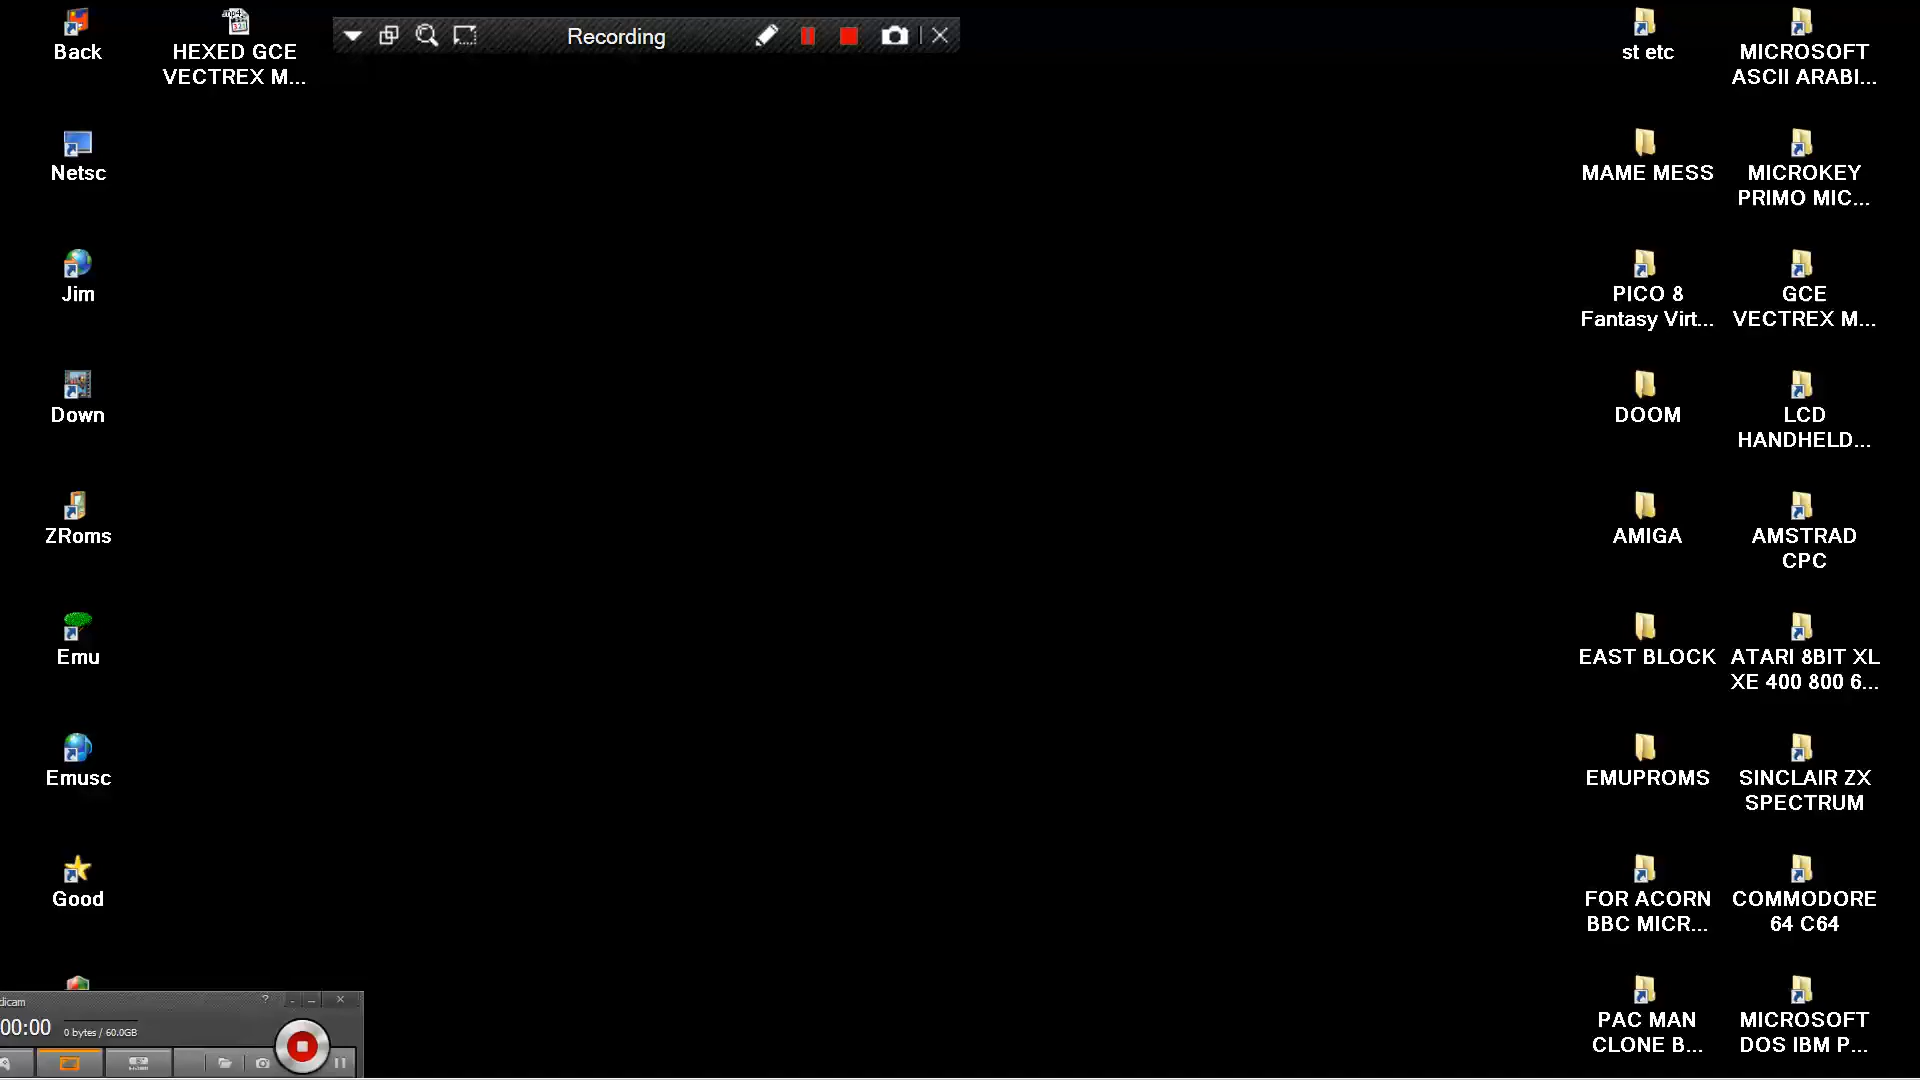 Back
HEXED GCE
VECTREX M...
Recording
st etc
MICROSOFT
ASCII ARABI...
Netsc
MAME MESS
MICROKEY
PRIMO MIC...
Jim
PICO 8
Fantasy Virt...
GCE
VECTREX M...
Down
DOOM
LCD
HANDHELD...
ZRoms
AMIGA
AMSTRAD
CPC
Emu
EAST BLOCK
ATARI 8BIT XL
XE 400 800 6...
Emusc
EMUPROMS
SINCLAIR ZX
SPECTRUM
Good
FOR ACORN
BBC MICR...
COMMODORE
64 C64
PAC MAN
CLONE B...
MICROSOFT
DOS IBM P...
dicam
00:00
0 bytes / 60.0GB